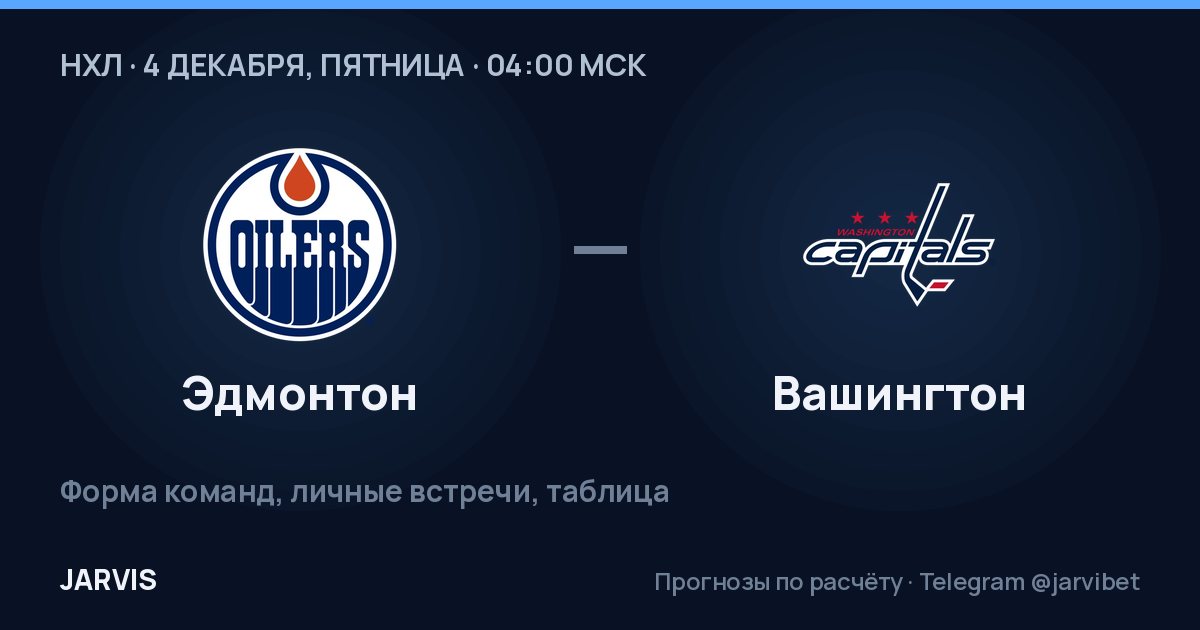 НХЛ · 4 ДЕКАБРЯ, ПЯТНИЦА · 04:00 МСК
OILERS
WASHINGTON
capitals
—
Эдмонтон
Вашингтон
Форма команд, личные встречи, таблица
JARVIS
Прогнозы по расчёту · Telegram @jarvibet